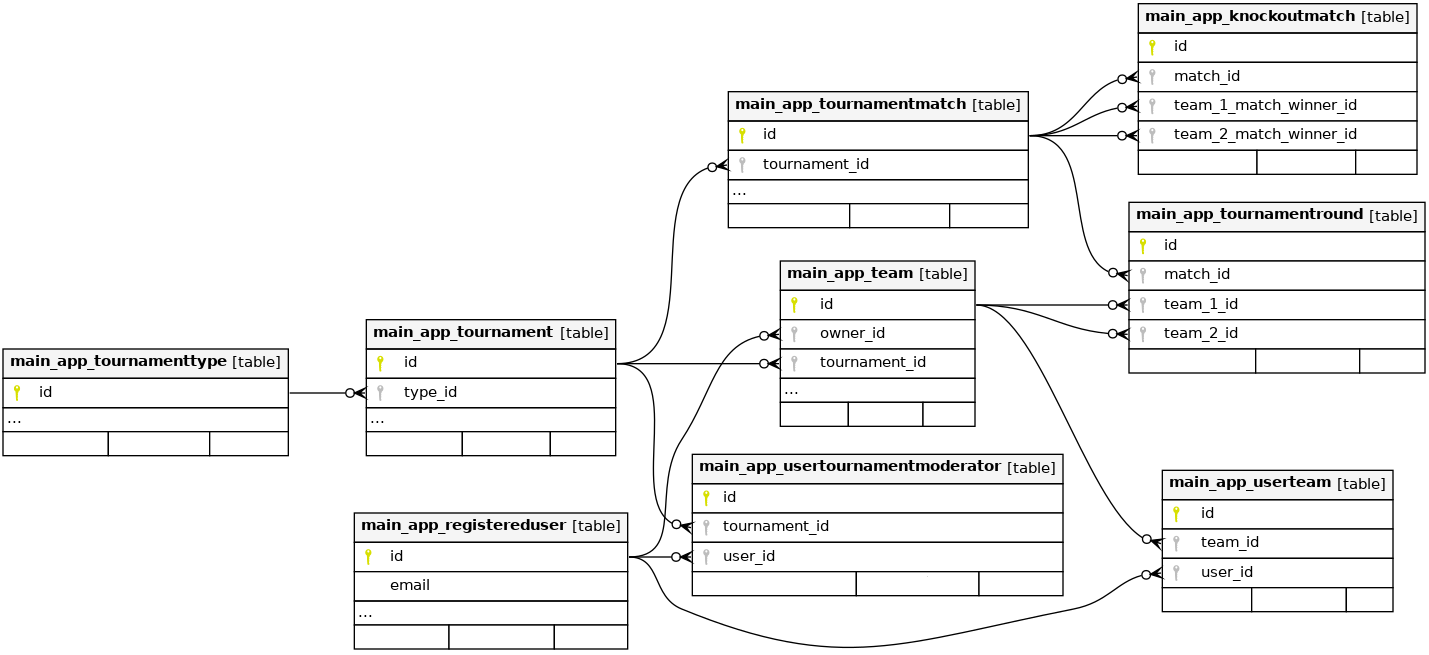 main_app_knockoutmatch [table]
id
match_id
team_1_match_winner_id
team_2_match_winner_id
main_app_tournamentmatch [table]
id
tournament_id
...
main_app_tournamentround [table]
id
match_id
team_1_id
team_2_id
main_app_team [table]
id
owner_id
tournament_id
...
main_app_tournament [table]
id
type_id
...
main_app_tournamenttype [table]
id
...
main_app_usertournamentmoderator [table]
id
tournament_id
user_id
main_app_userteam [table]
id
team_id
user_id
main_app_registereduser [table]
id
email
...